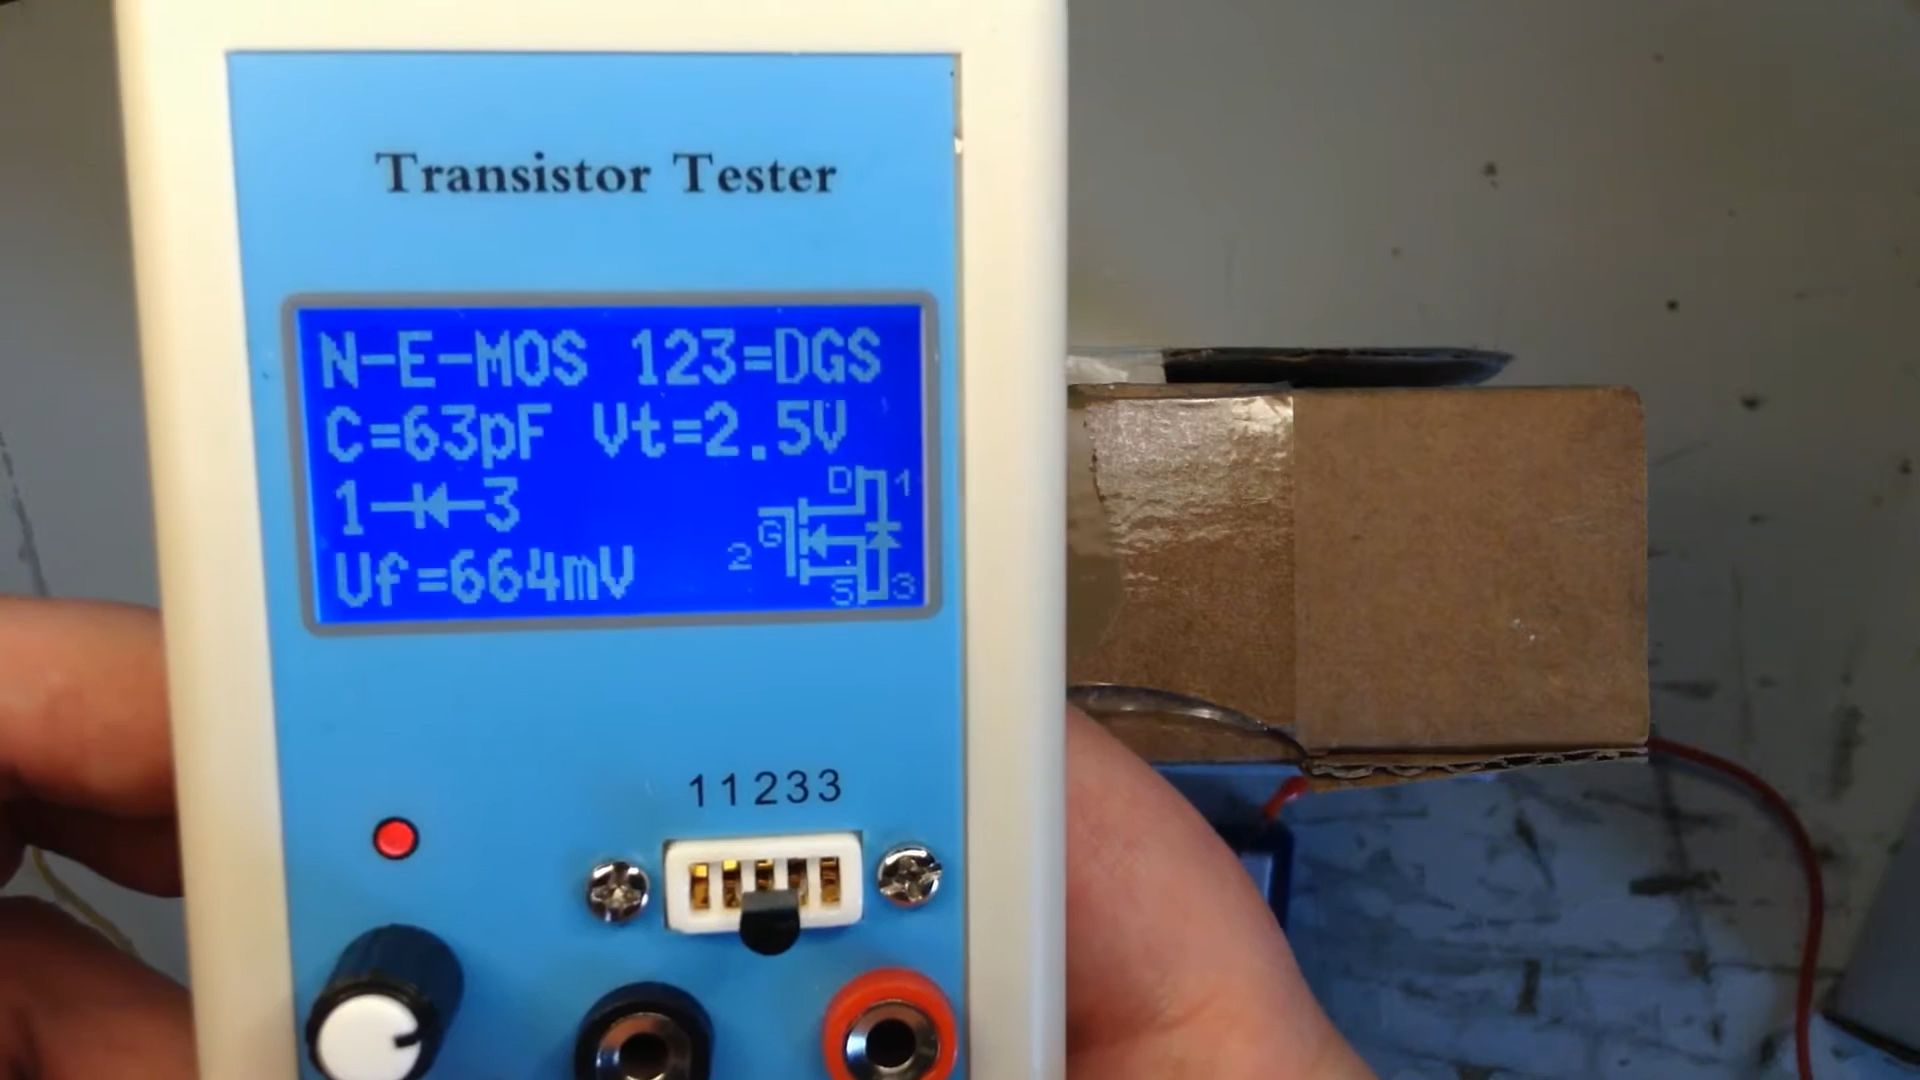 Transistor Tester
N-E-MOS 123=DGS
C=63pF Vt=2.5V
1 3
D 1
G
2
Uf=664mV
S 3
11233